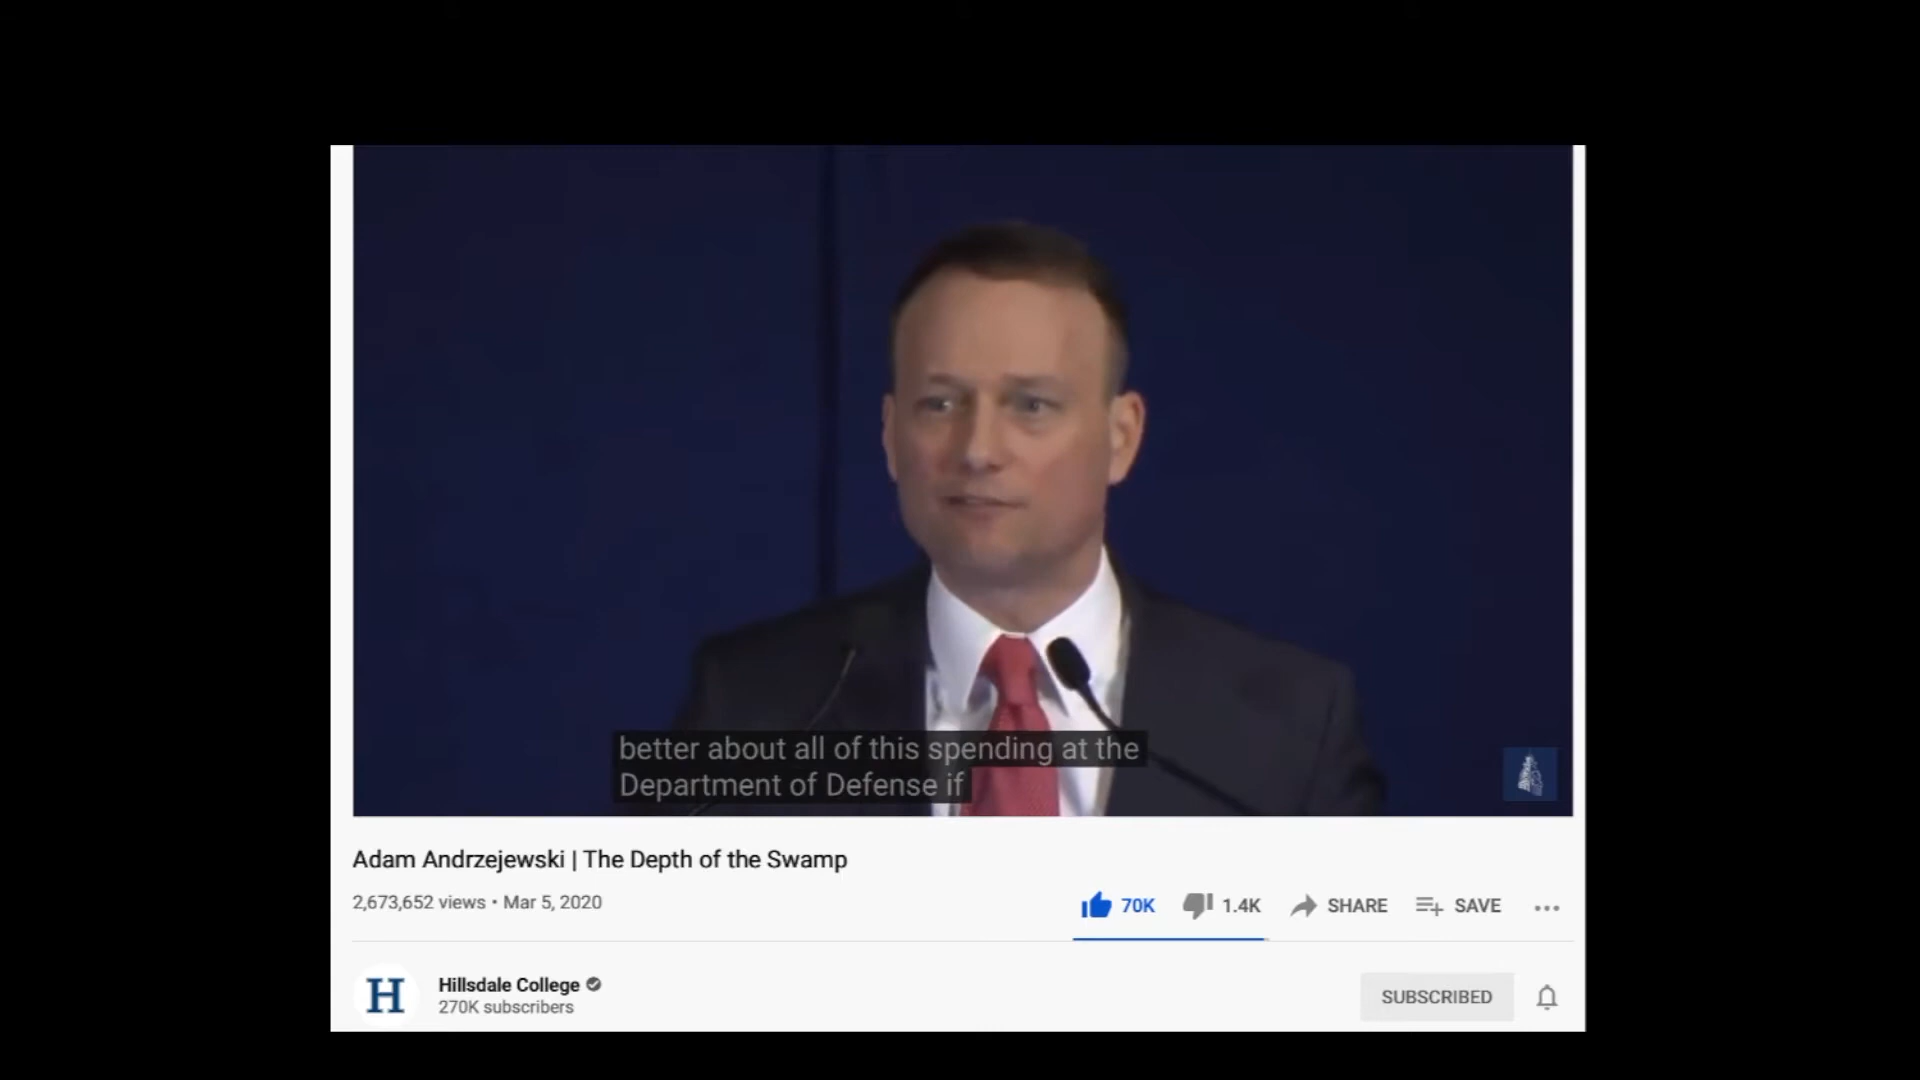 better about all of this spending at the
Department of Defense if
Adam Andrzejewski | The Depth of the Swamp
2,673,652 views • Mar 5, 2020
70K
1.4K
SHARE
SAVE
H
Hillsdale College
270K subscribers
SUBSCRIBED